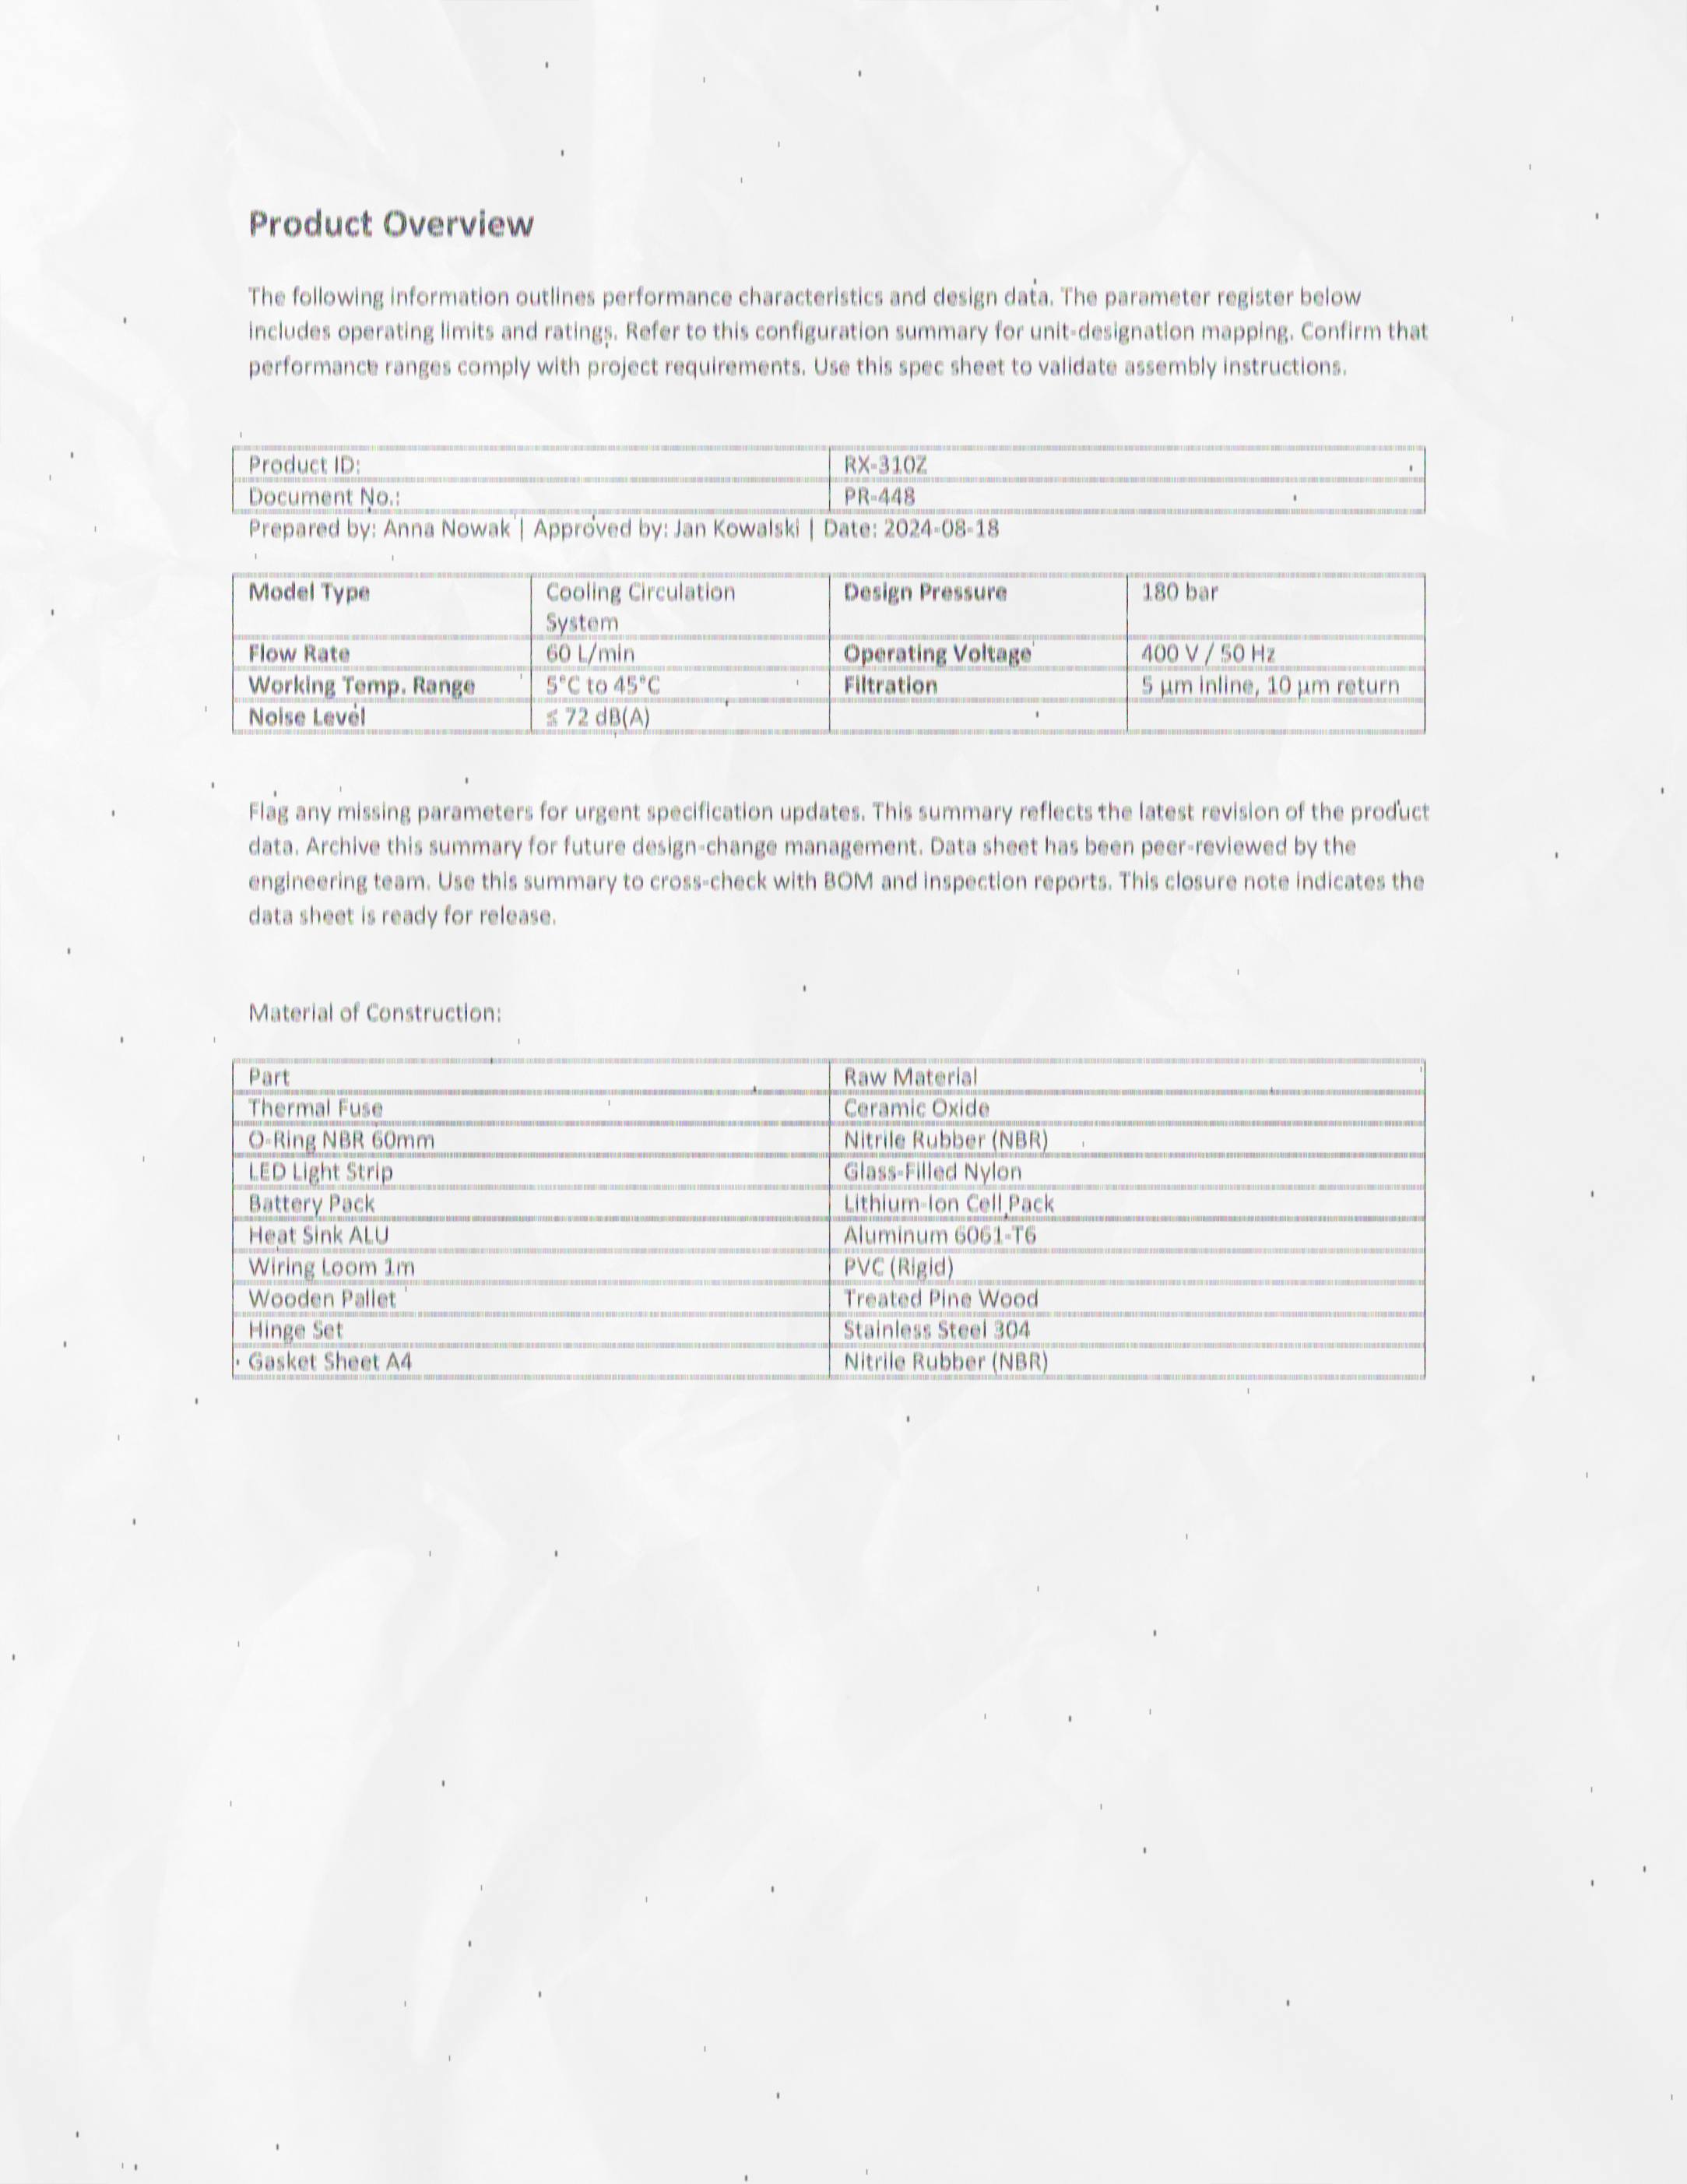 Product Overview
The following information outlines performance characteristics and design data. The parameter register below
includes operating limits and ratings. Refer to this configuration summary for unit-designation mapping. Confirm that
performance ranges comply with project requirements. Use this spec sheet to validate assembly instructions.
Product ID: RX-310Z
Document No.: PR-448
Prepared by: Anna Nowak | Approved by: Jan Kowalski | Date: 2024-08-18
Model Type Cooling Circulation Design Pressure 180 bar
System
Flow Rate 60 L/min Operating Voltage 400 V / 50 Hz
Working Temp. Range 5°C to 45°C Filtration 5 µm inline, 10 µm return
Noise Level ≤ 72 dB(A)
Flag any missing parameters for urgent specification updates. This summary reflects the latest revision of the product
data. Archive this summary for future design-change management. Data sheet has been peer-reviewed by the
engineering team. Use this summary to cross-check with BOM and inspection reports. This closure note indicates the
data sheet is ready for release.
Material of Construction:
Part Raw Material
Thermal Fuse Ceramic Oxide
O-Ring NBR 60mm Nitrile Rubber (NBR)
LED Light Strip Glass-Filled Nylon
Battery Pack Lithium-Ion Cell Pack
Heat Sink ALU Aluminum 6061-T6
Wiring Loom 1m PVC (Rigid)
Wooden Pallet Treated Pine Wood
Hinge Set Stainless Steel 304
Gasket Sheet A4 Nitrile Rubber (NBR)